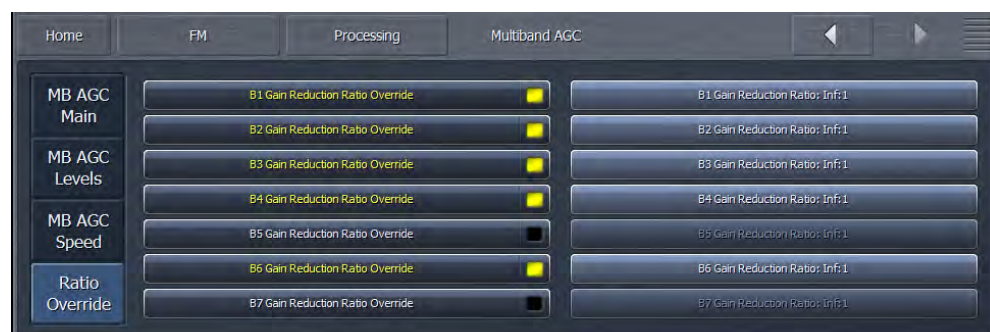 Home FM Processing Multiband AGC
MB AGC
Main
MB AGC
Levels
MB AGC
Speed
Ratio
Override
B1 Gain Reduction Ratio Override B1 Gain Reduction Ratio: Inf:1
B2 Gain Reduction Ratio Override B2 Gain Reduction Ratio: Inf:1
B3 Gain Reduction Ratio Override B3 Gain Reduction Ratio: Inf:1
B4 Gain Reduction Ratio Override B4 Gain Reduction Ratio: Inf:1
B5 Gain Reduction Ratio Override B5 Gain Reduction Ratio: Inf:1
B6 Gain Reduction Ratio Override B6 Gain Reduction Ratio: Inf:1
B7 Gain Reduction Ratio Override B7 Gain Reduction Ratio: Inf:1